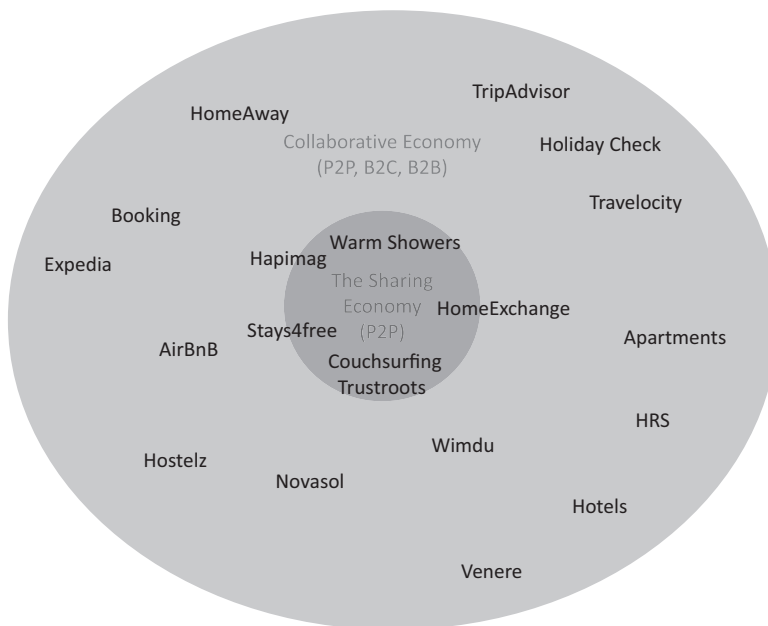 TripAdvisor
HomeAway
Collaborative Economy
(P2P, B2C, B2B)
Holiday Check
Travelocity
Booking
Warm Showers
Hapimag
Expedia
The Sharing
Economy
(P2P)
HomeExchange
Stays4free
Apartments
AirBnB
Couchsurfing
Trustroots
HRS
Wimdu
Hostelz
Novasol
Hotels
Venere